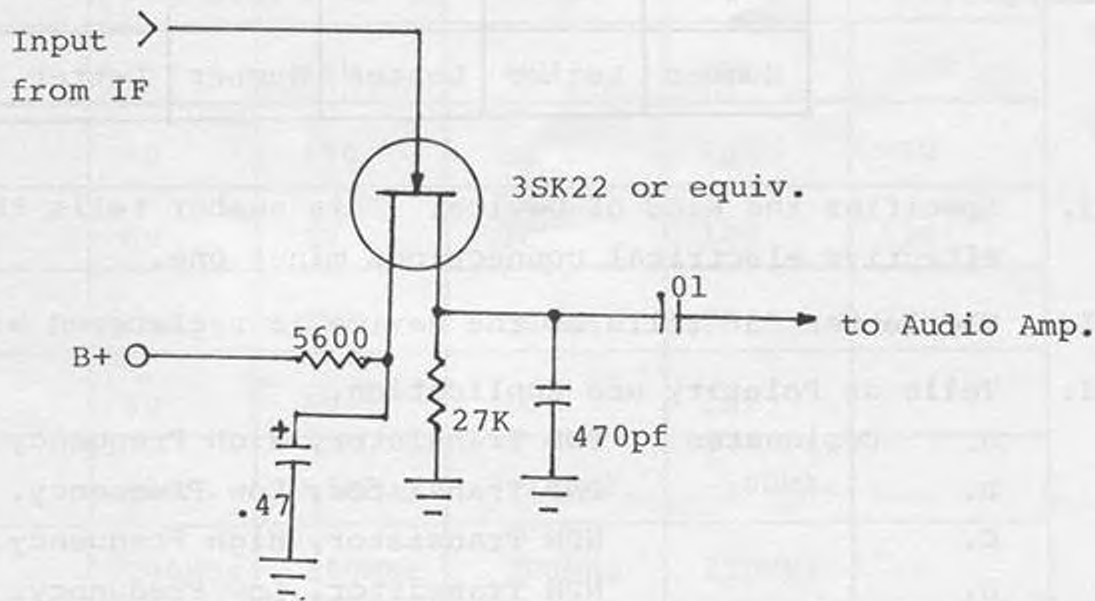 Input
from IF
3SK22 or equiv.
.01
to Audio Amp.
B+
5600
27K
470pf
+
.47